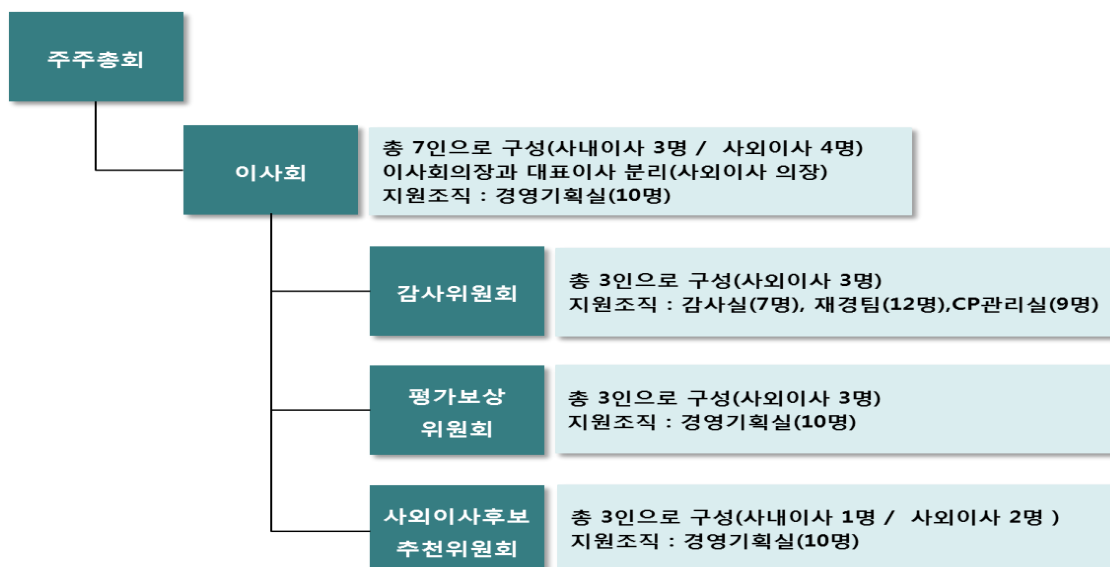 주주총회
이사회
총 7인으로 구성(사내이사 3명 / 사외이사 4명)
이사회의장과 대표이사 분리(사외이사 의장)
지원조직 : 경영기획실(10명)
감사위원회
총 3인으로 구성(사외이사 3명)
지원조직 : 감사실(7명), 재경팀(12명),CP관리실(9명)
평가보상
위원회
총 3인으로 구성(사외이사 3명)
지원조직 : 경영기획실(10명)
사외이사후보
추천위원회
총 3인으로 구성(사내이사 1명 / 사외이사 2명 )
지원조직 : 경영기획실(10명)